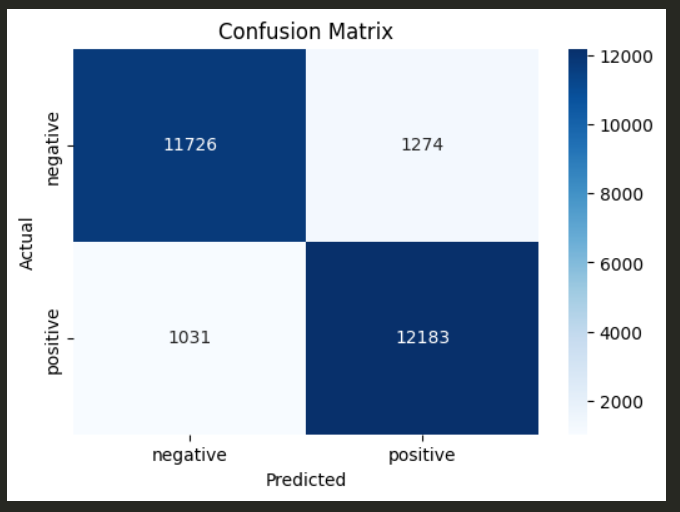 Confusion Matrix
negative
11726
1274
Actual
positive
1031
12183
negative
positive
Predicted
12000
10000
8000
6000
4000
2000